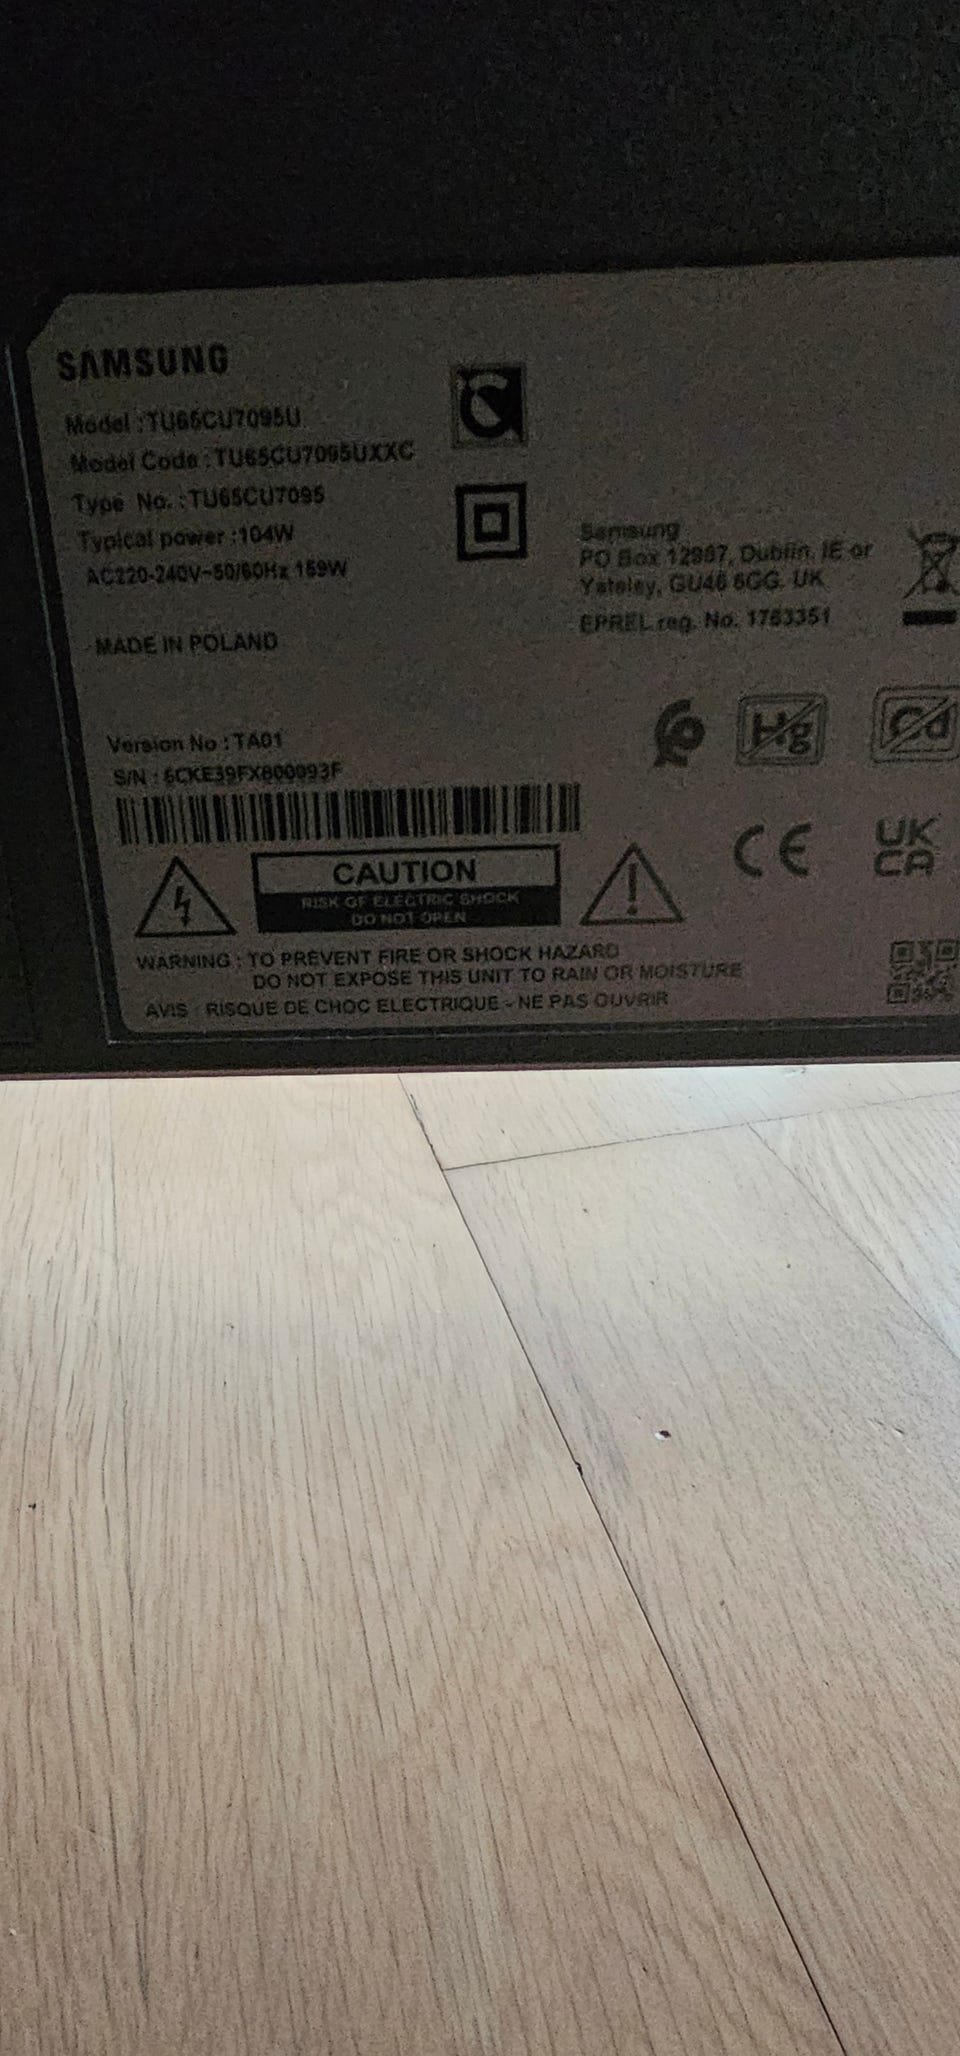 SAMSUNG
Model : TU65CU7095U
Model Code : TU65CU7095UXXC
Type No. : TU65CU7095
Typical power : 104W
AC220-240V~50/60Hz 159W
MADE IN POLAND
Samsung
PO Box 12987, Dublin. IE or
Yateley, GU46 6GG. UK
EPREL reg. No. 1763351
Hg
Cd
Version No : TA01
S/N : 6CKE39FX800093F
CE
UK
CA
CAUTION
RISK OF ELECTRIC SHOCK
DO NOT OPEN
WARNING : TO PREVENT FIRE OR SHOCK HAZARD
DO NOT EXPOSE THIS UNIT TO RAIN OR MOISTURE
AVIS : RISQUE DE CHOC ELECTRIQUE - NE PAS OUVRIR